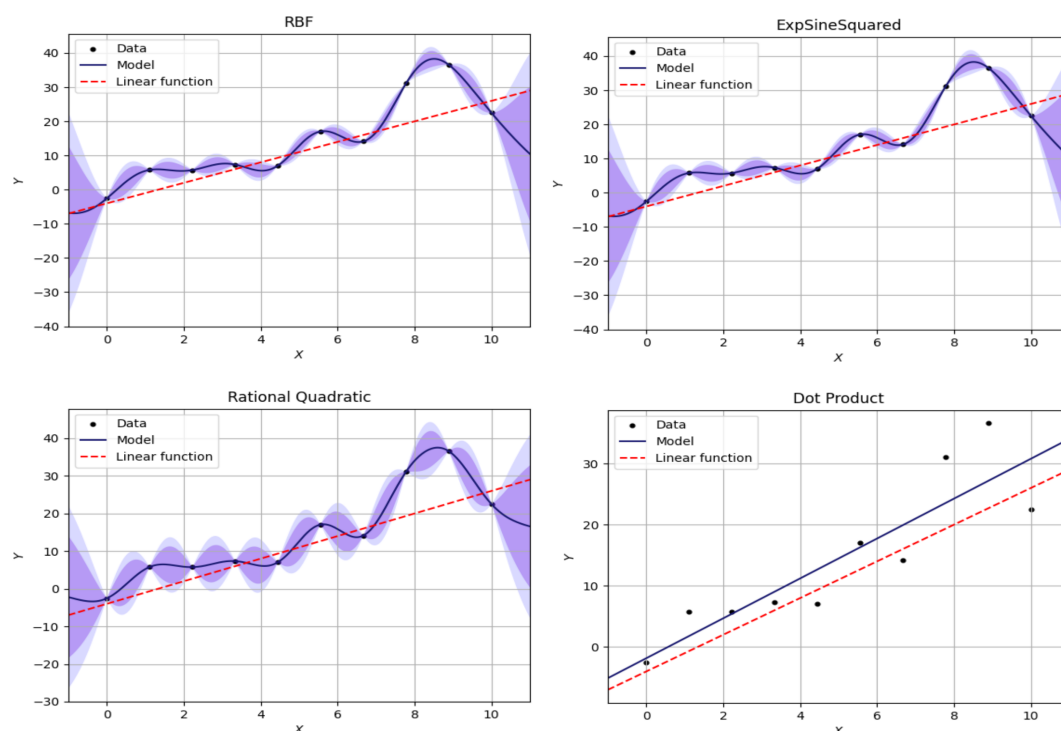 RBF
Data
Model
Linear function
40
30
20
10
0
−10
−20
−30
−40
Y
0
2
4
6
8
10
X
ExpSineSquared
Data
Model
Linear function
40
30
20
10
0
−10
−20
−30
−40
Y
0
2
4
6
8
10
X
Rational Quadratic
Data
Model
Linear function
40
30
20
10
0
−10
−20
−30
Y
0
2
4
6
8
10
X
Dot Product
Data
Model
Linear function
30
20
10
0
Y
0
2
4
6
8
10
X